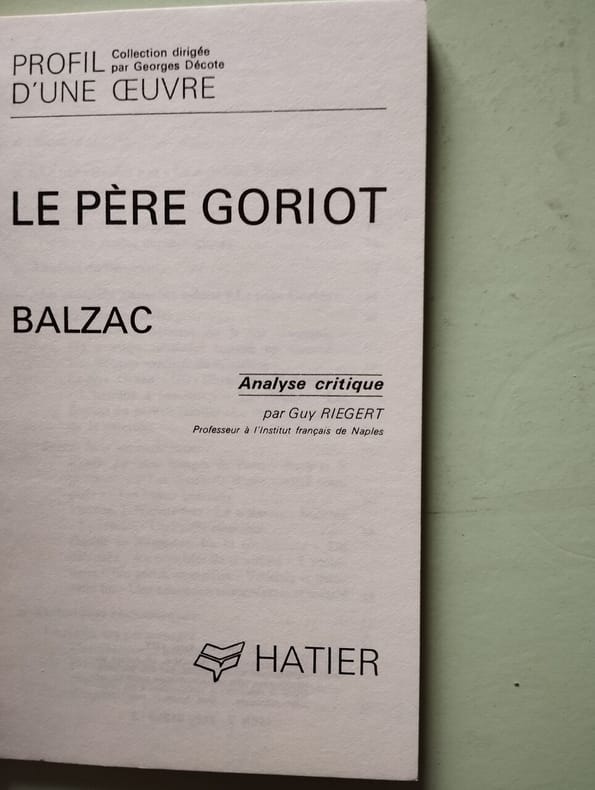 PROFIL Collection dirigée
par Georges Décote
D'UNE ŒUVRE
LE PÈRE GORIOT
BALZAC
Analyse critique
par Guy RIEGERT
Professeur à l'Institut français de Naples
HATIER